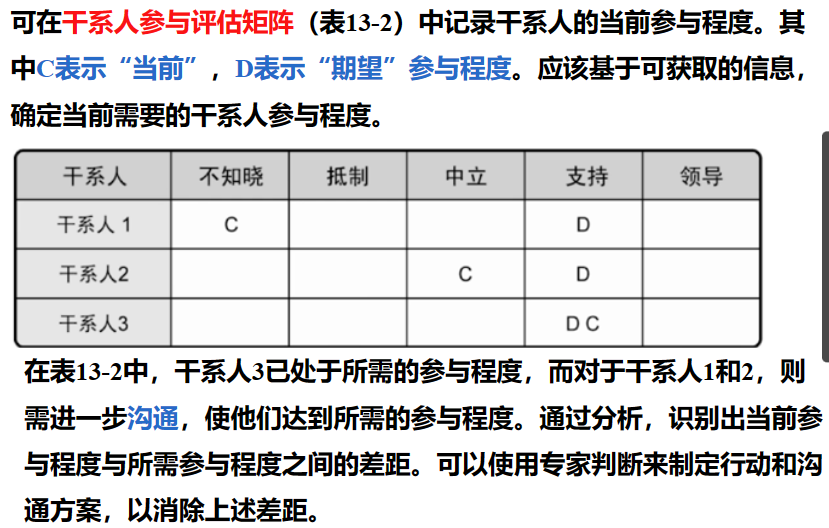 可在干系人参与评估矩阵（表13-2）中记录干系人的当前参与程度。其
中C表示“当前”，D表示“期望”参与程度。应该基于可获取的信息，
确定当前需要的干系人参与程度。
干系人 不知晓 抵制 中立 支持 领导
干系人 1 C D
干系人2 C D
干系人3 D C
在表13-2中，干系人3已处于所需的参与程度，而对于干系人1和2，则
需进一步沟通，使他们达到所需的参与程度。通过分析，识别出当前参
与程度与所需参与程度之间的差距。可以使用专家判断来制定行动和沟
通方案，以消除上述差距。